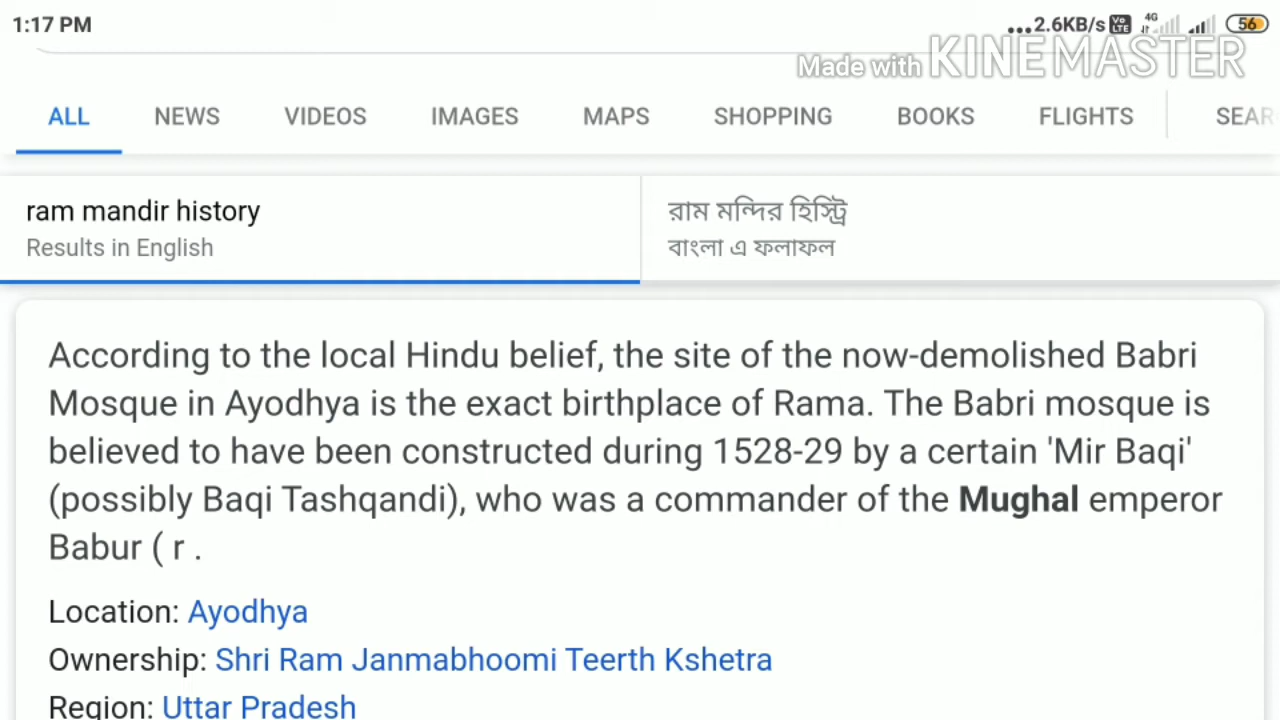 1:17 PM
...2.6KB/s Vo LTE 4G 56
Made with KINEMASTER
ALL NEWS VIDEOS IMAGES MAPS SHOPPING BOOKS FLIGHTS SEAR
ram mandir history
Results in English
রাম মন্দির হিস্ট্রি
বাংলা এ ফলাফল
According to the local Hindu belief, the site of the now-demolished Babri
Mosque in Ayodhya is the exact birthplace of Rama. The Babri mosque is
believed to have been constructed during 1528-29 by a certain 'Mir Baqi'
(possibly Baqi Tashqandi), who was a commander of the Mughal emperor
Babur ( r .
Location: Ayodhya
Ownership: Shri Ram Janmabhoomi Teerth Kshetra
Region: Uttar Pradesh